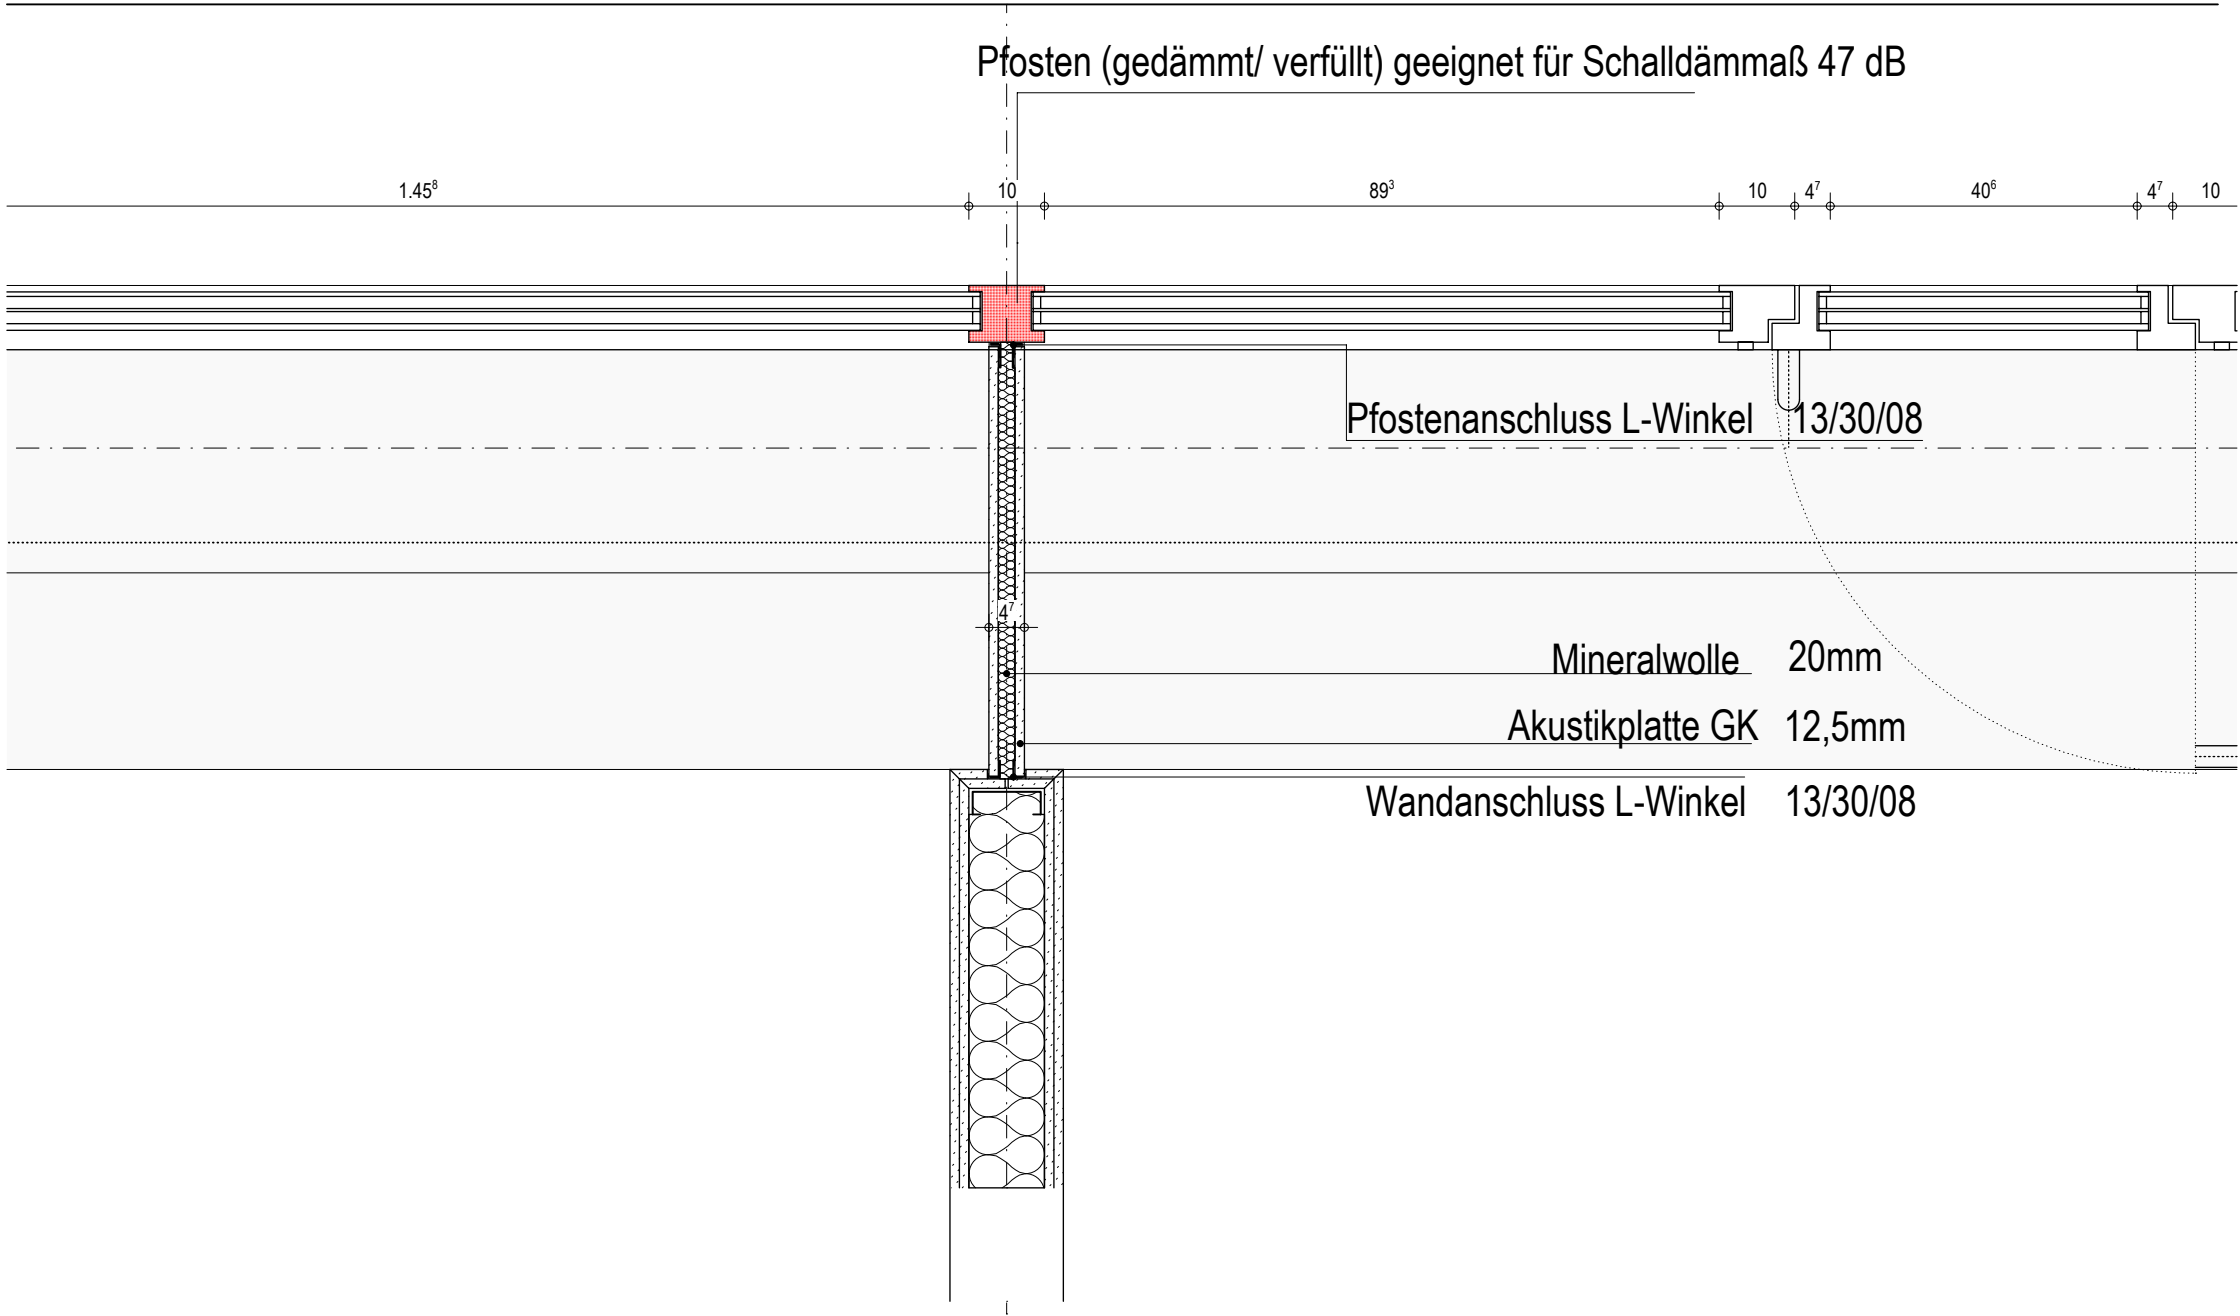 Pfosten (gedämmt/ verfüllt) geeignet für Schalldämmaß 47 dB
1.45⁸ 10 89³ 10 4⁷ 40⁶ 4⁷ 10
Pfostenanschluss L-Winkel 13/30/08
4⁷
Mineralwolle 20mm
Akustikplatte GK 12,5mm
Wandanschluss L-Winkel 13/30/08